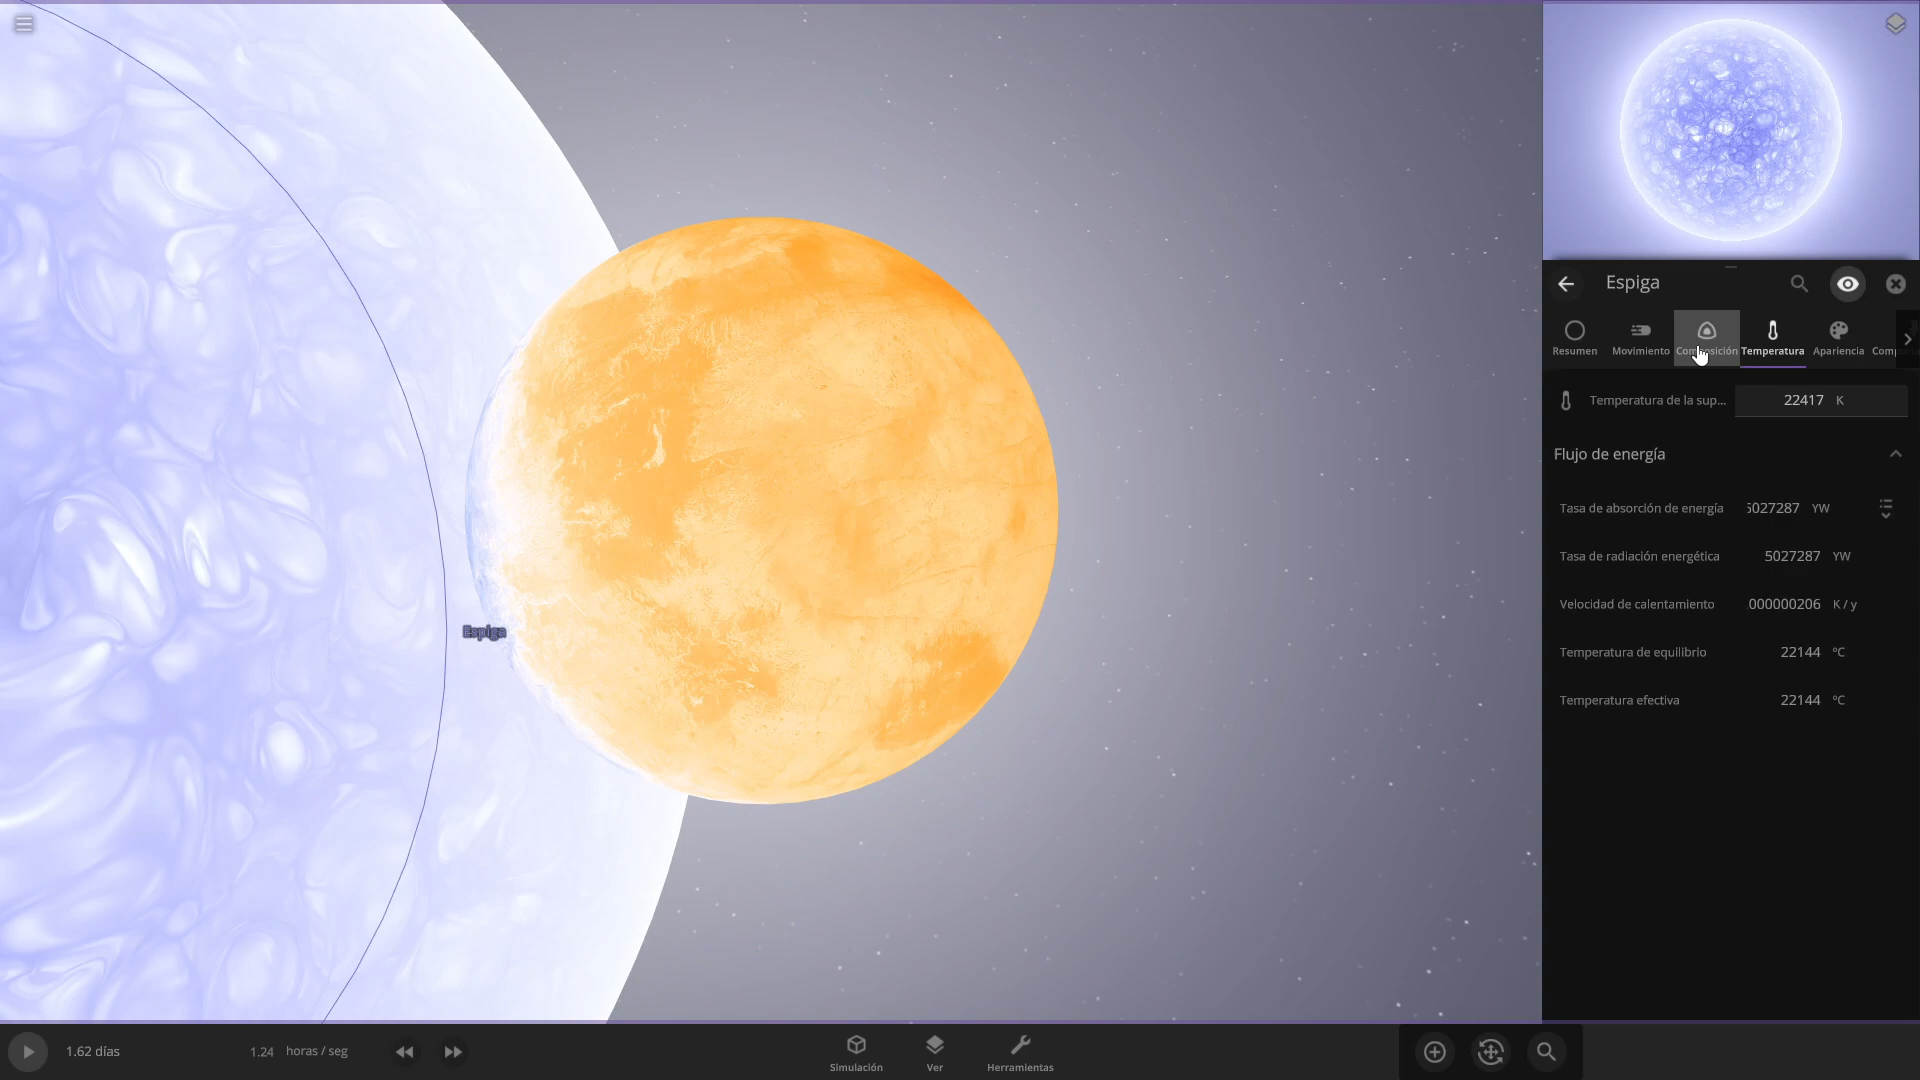 Espiga
Resumen
Movimiento
Composición
Temperatura
Apariencia
Comp
Temperatura de la sup... 22417 K
Flujo de energía
Tasa de absorción de energía 5027287 YW
Tasa de radiación energética 5027287 YW
Velocidad de calentamiento .000000206 K / y
Temperatura de equilibrio 22144 °C
Temperatura efectiva 22144 °C
Espiga
1.62 días
1.24 horas / seg
Simulación
Ver
Herramientas